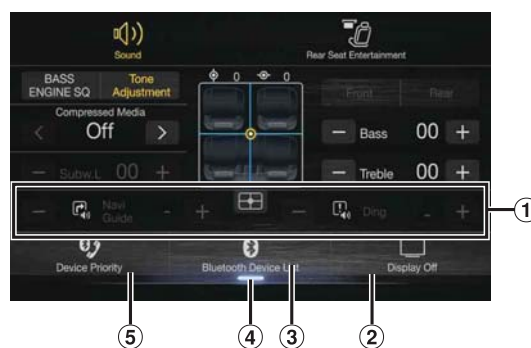 Sound
Rear Seat Entertainment
BASS ENGINE SQ
Tone Adjustment
0 0
Front Rear
Compressed Media
< Off >
− Bass 00 +
− Subw.L 00 +
− Treble 00 +
− Navi Guide - +
− Ding - +
1
Device Priority
Bluetooth Device List
Display Off
5 4 3 2